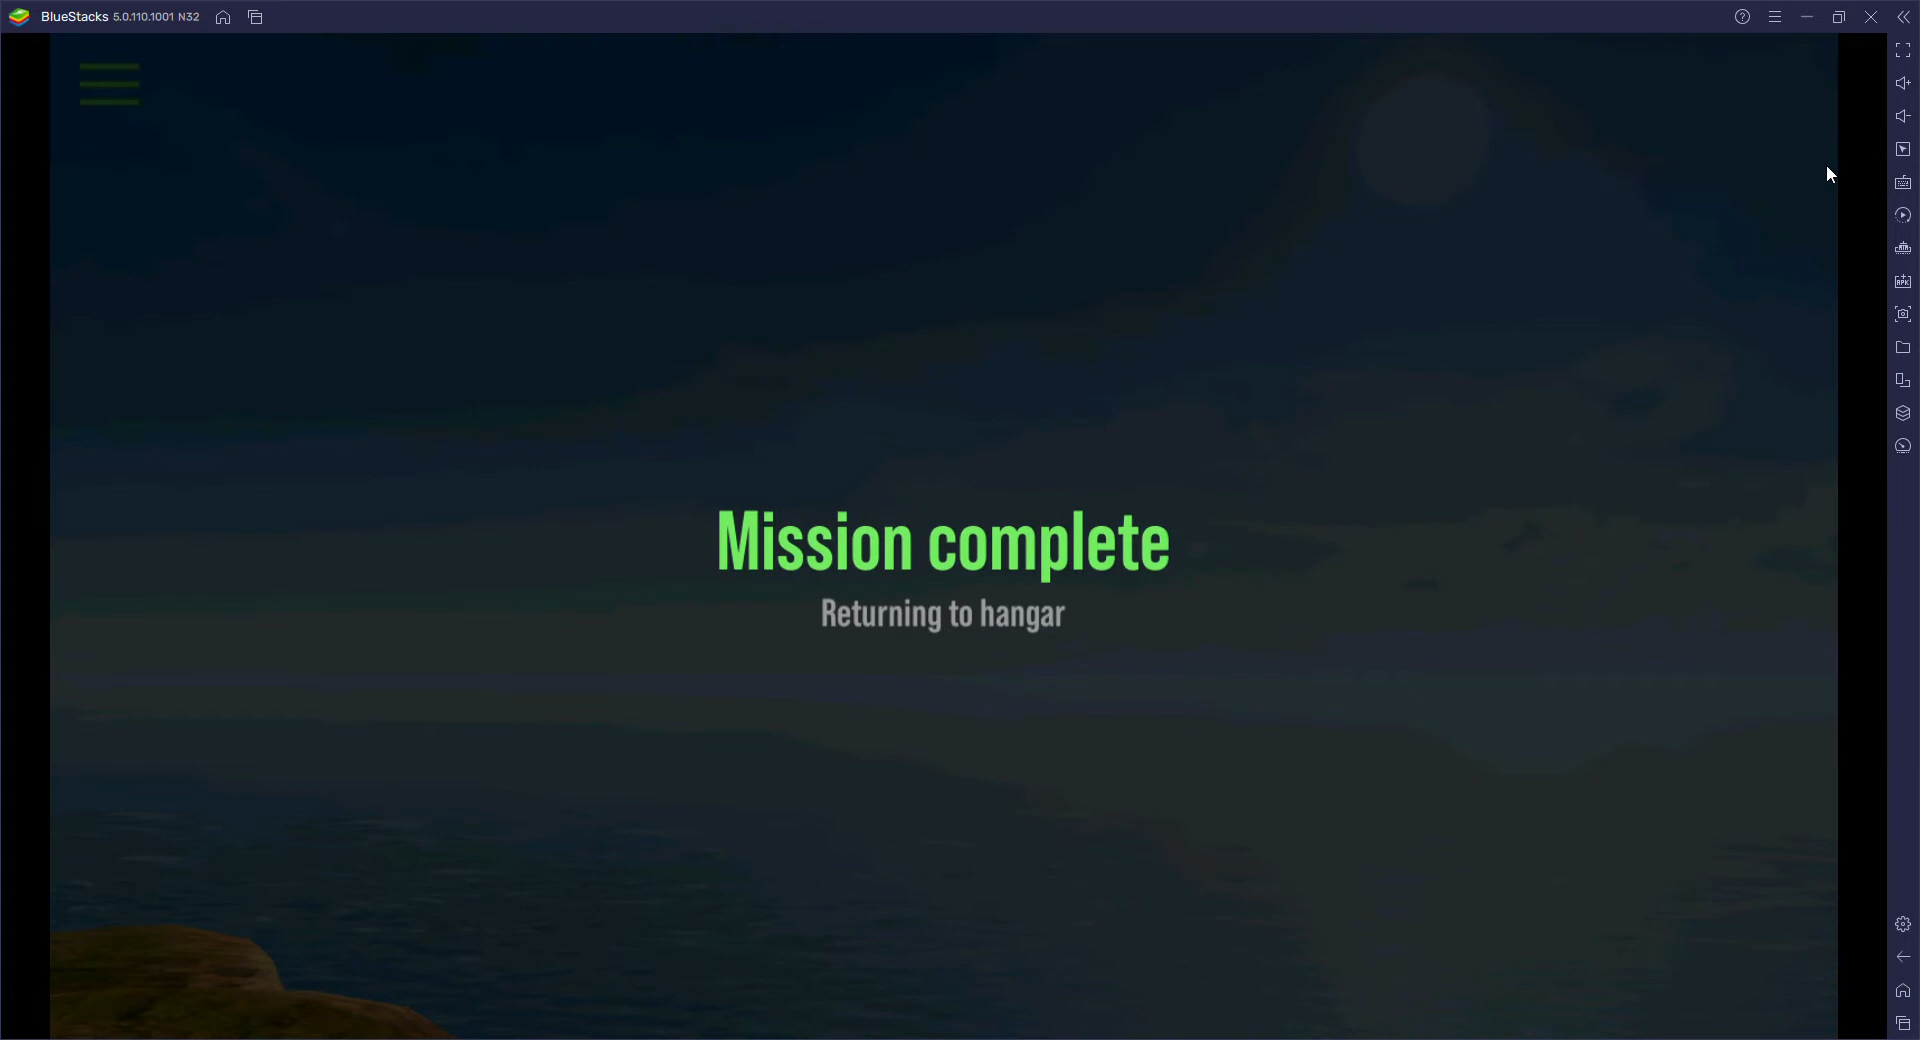 BlueStacks 5.0.110.1001 N32
Mission complete
Returning to hangar